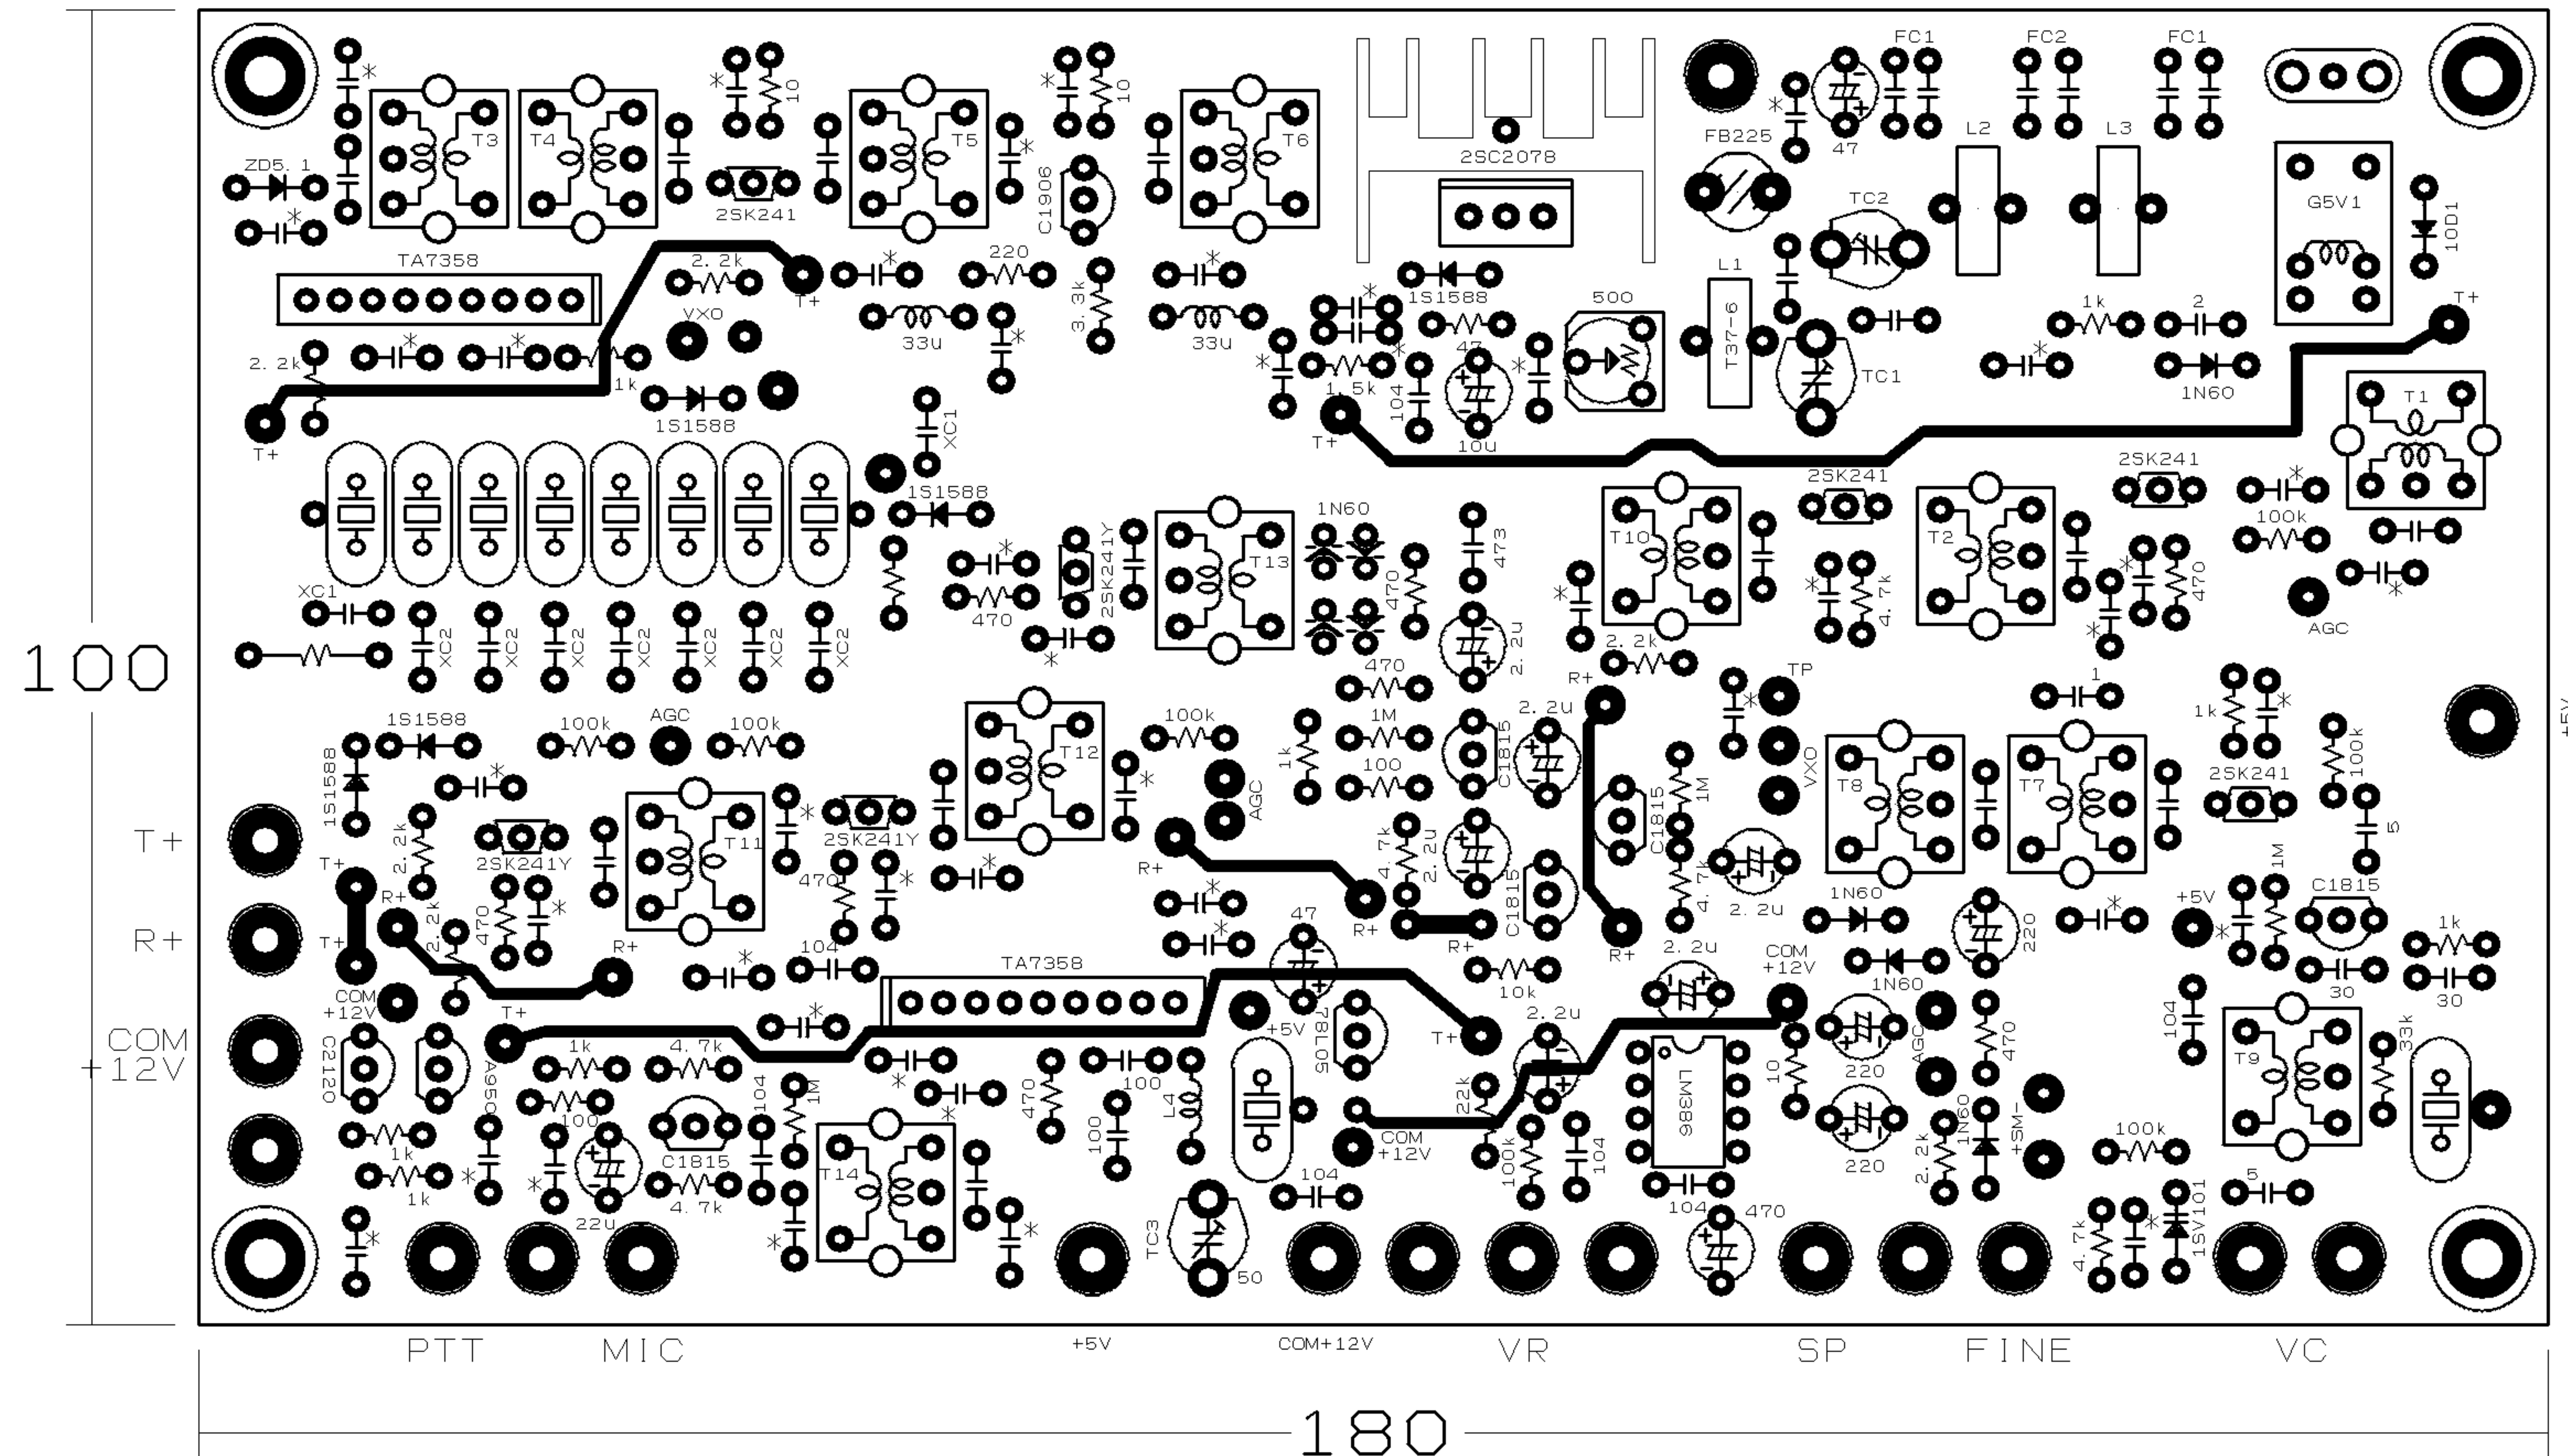 FC1
FC2
FC1
*
*
10
*
10
*
T3
T4
T5
T6
*
47
L2
L3
FB225
2SC2078
ZD5.1
*
2SK241
C1906
TC2
G5V1
10D1
TA7358
2.2k
T+
*
220
*
33u
3.3k
*
33u
*
1S1588
500
L1
T37-6
1k
2
T+
VXO
2.2k
*
*
1k
1S1588
*
1.5k
*
47
*
104
10u
TC1
*
1N60
T1
T+
XC1
T+
1S1588
2SK241
2SK241
*
100k
*
2SK241Y
1N60
T13
470
473
T10
T2
*
470
*
470
*
*
4.7k
*
AGC
XC1
XC2
XC2
XC2
XC2
XC2
XC2
XC2
*
2.2u
2.2k
470
R+
TP
*
1
1k
*
+5V
1S1588
100k
AGC
100k
T12
100k
1k
1M
100
C1815
2.2u
VXO
T8
T7
2SK241
100k
1S1588
*
*
*
AGC
1M
C1815
5
T+
2.2k
2SK241Y
T11
2SK241Y
470
*
*
R+
4.7k
2.2u
C1815
4.7k
2.2u
1M
C1815
T+
R+
2.2k
470
*
1N60
220
*
+5V
*
R+
T+
R+
*
104
*
*
47
R+
R+
R+
2.2u
COM
+12V
1N60
1k
30
30
TA7358
10k
COM
+12V
T+
*
+5V
78L05
T+
2.2u
AGC
470
104
T9
33k
COM
+12V
C2120
A950
1k
4.7k
*
*
470
100
L4
100
22k
LM386
10
220
100
104
1M
COM
+12V
1N60
+SM-
1k
1k
*
*
C1815
4.7k
22u
T14
*
*
104
100k
104
104
220
2.2k
100k
5
*
TC3
50
470
4.7k
*
1SV101
100
PTT
MIC
+5V
COM+12V
VR
SP
FINE
VC
180